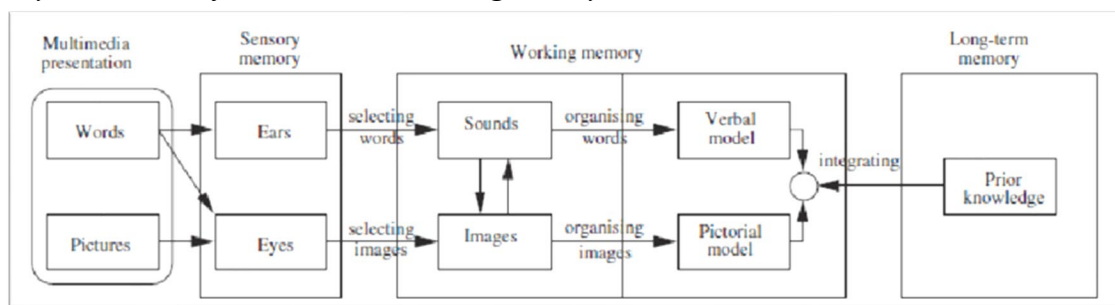 Multimedia
presentation
Sensory
memory
Working memory
Long-term
memory
Words
Pictures
Ears
Eyes
selecting
words
selecting
images
Sounds
Images
organising
words
organising
images
Verbal
model
Pictorial
model
integrating
Prior
knowledge